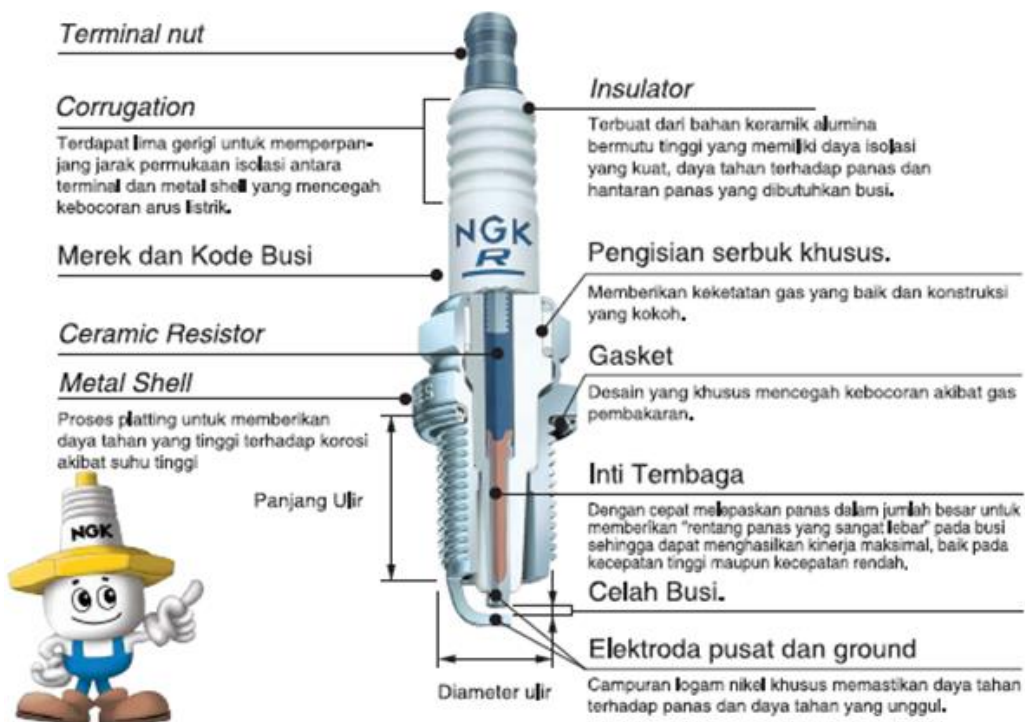 Terminal nut
Corrugation
Terdapat lima gerigi untuk memperpan-
jang jarak permukaan isolasi antara
terminal dan metal shell yang mencegah
kebocoran arus listrik.
Merek dan Kode Busi
Ceramic Resistor
Metal Shell
Proses platting untuk memberikan
daya tahan yang tinggi terhadap korosi
akibat suhu tinggi
Panjang Ulir
NGK
Diameter ulir
NGK
R
ES
Insulator
Terbuat dari bahan keramik alumina
bermutu tinggi yang memiliki daya isolasi
yang kuat, daya tahan terhadap panas dan
hantaran panas yang dibutuhkan busi.
Pengisian serbuk khusus.
Memberikan keketatan gas yang baik dan konstruksi
yang kokoh.
Gasket
Desain yang khusus mencegah kebocoran akibat gas
pembakaran.
Inti Tembaga
Dengan cepat melepaskan panas dalam jumlah besar untuk
memberikan "rentang panas yang sangat lebar" pada busi
sehingga dapat menghasilkan kinerja maksimal, baik pada
kecepatan tinggi maupun kecepatan rendah.
Celah Busi.
Elektroda pusat dan ground
Campuran logam nikel khusus memastikan daya tahan
terhadap panas dan daya tahan yang unggul.